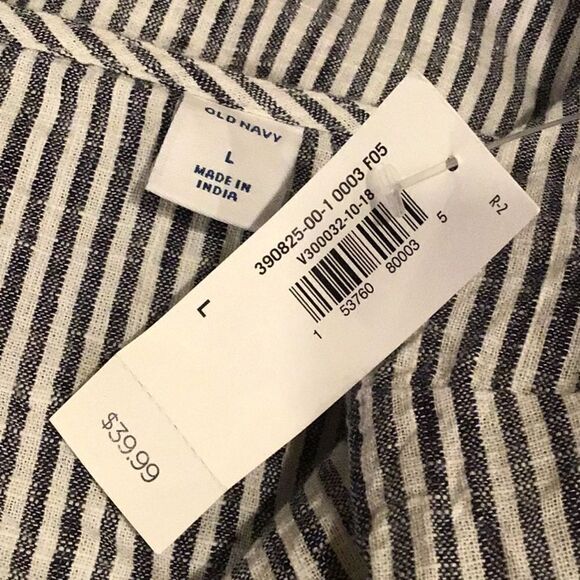 OLD NAVY
L
MADE IN
INDIA
390825-00-1 0003 F05
V300032-10-18
1 53760 80003 5
R-2
L
$39.99